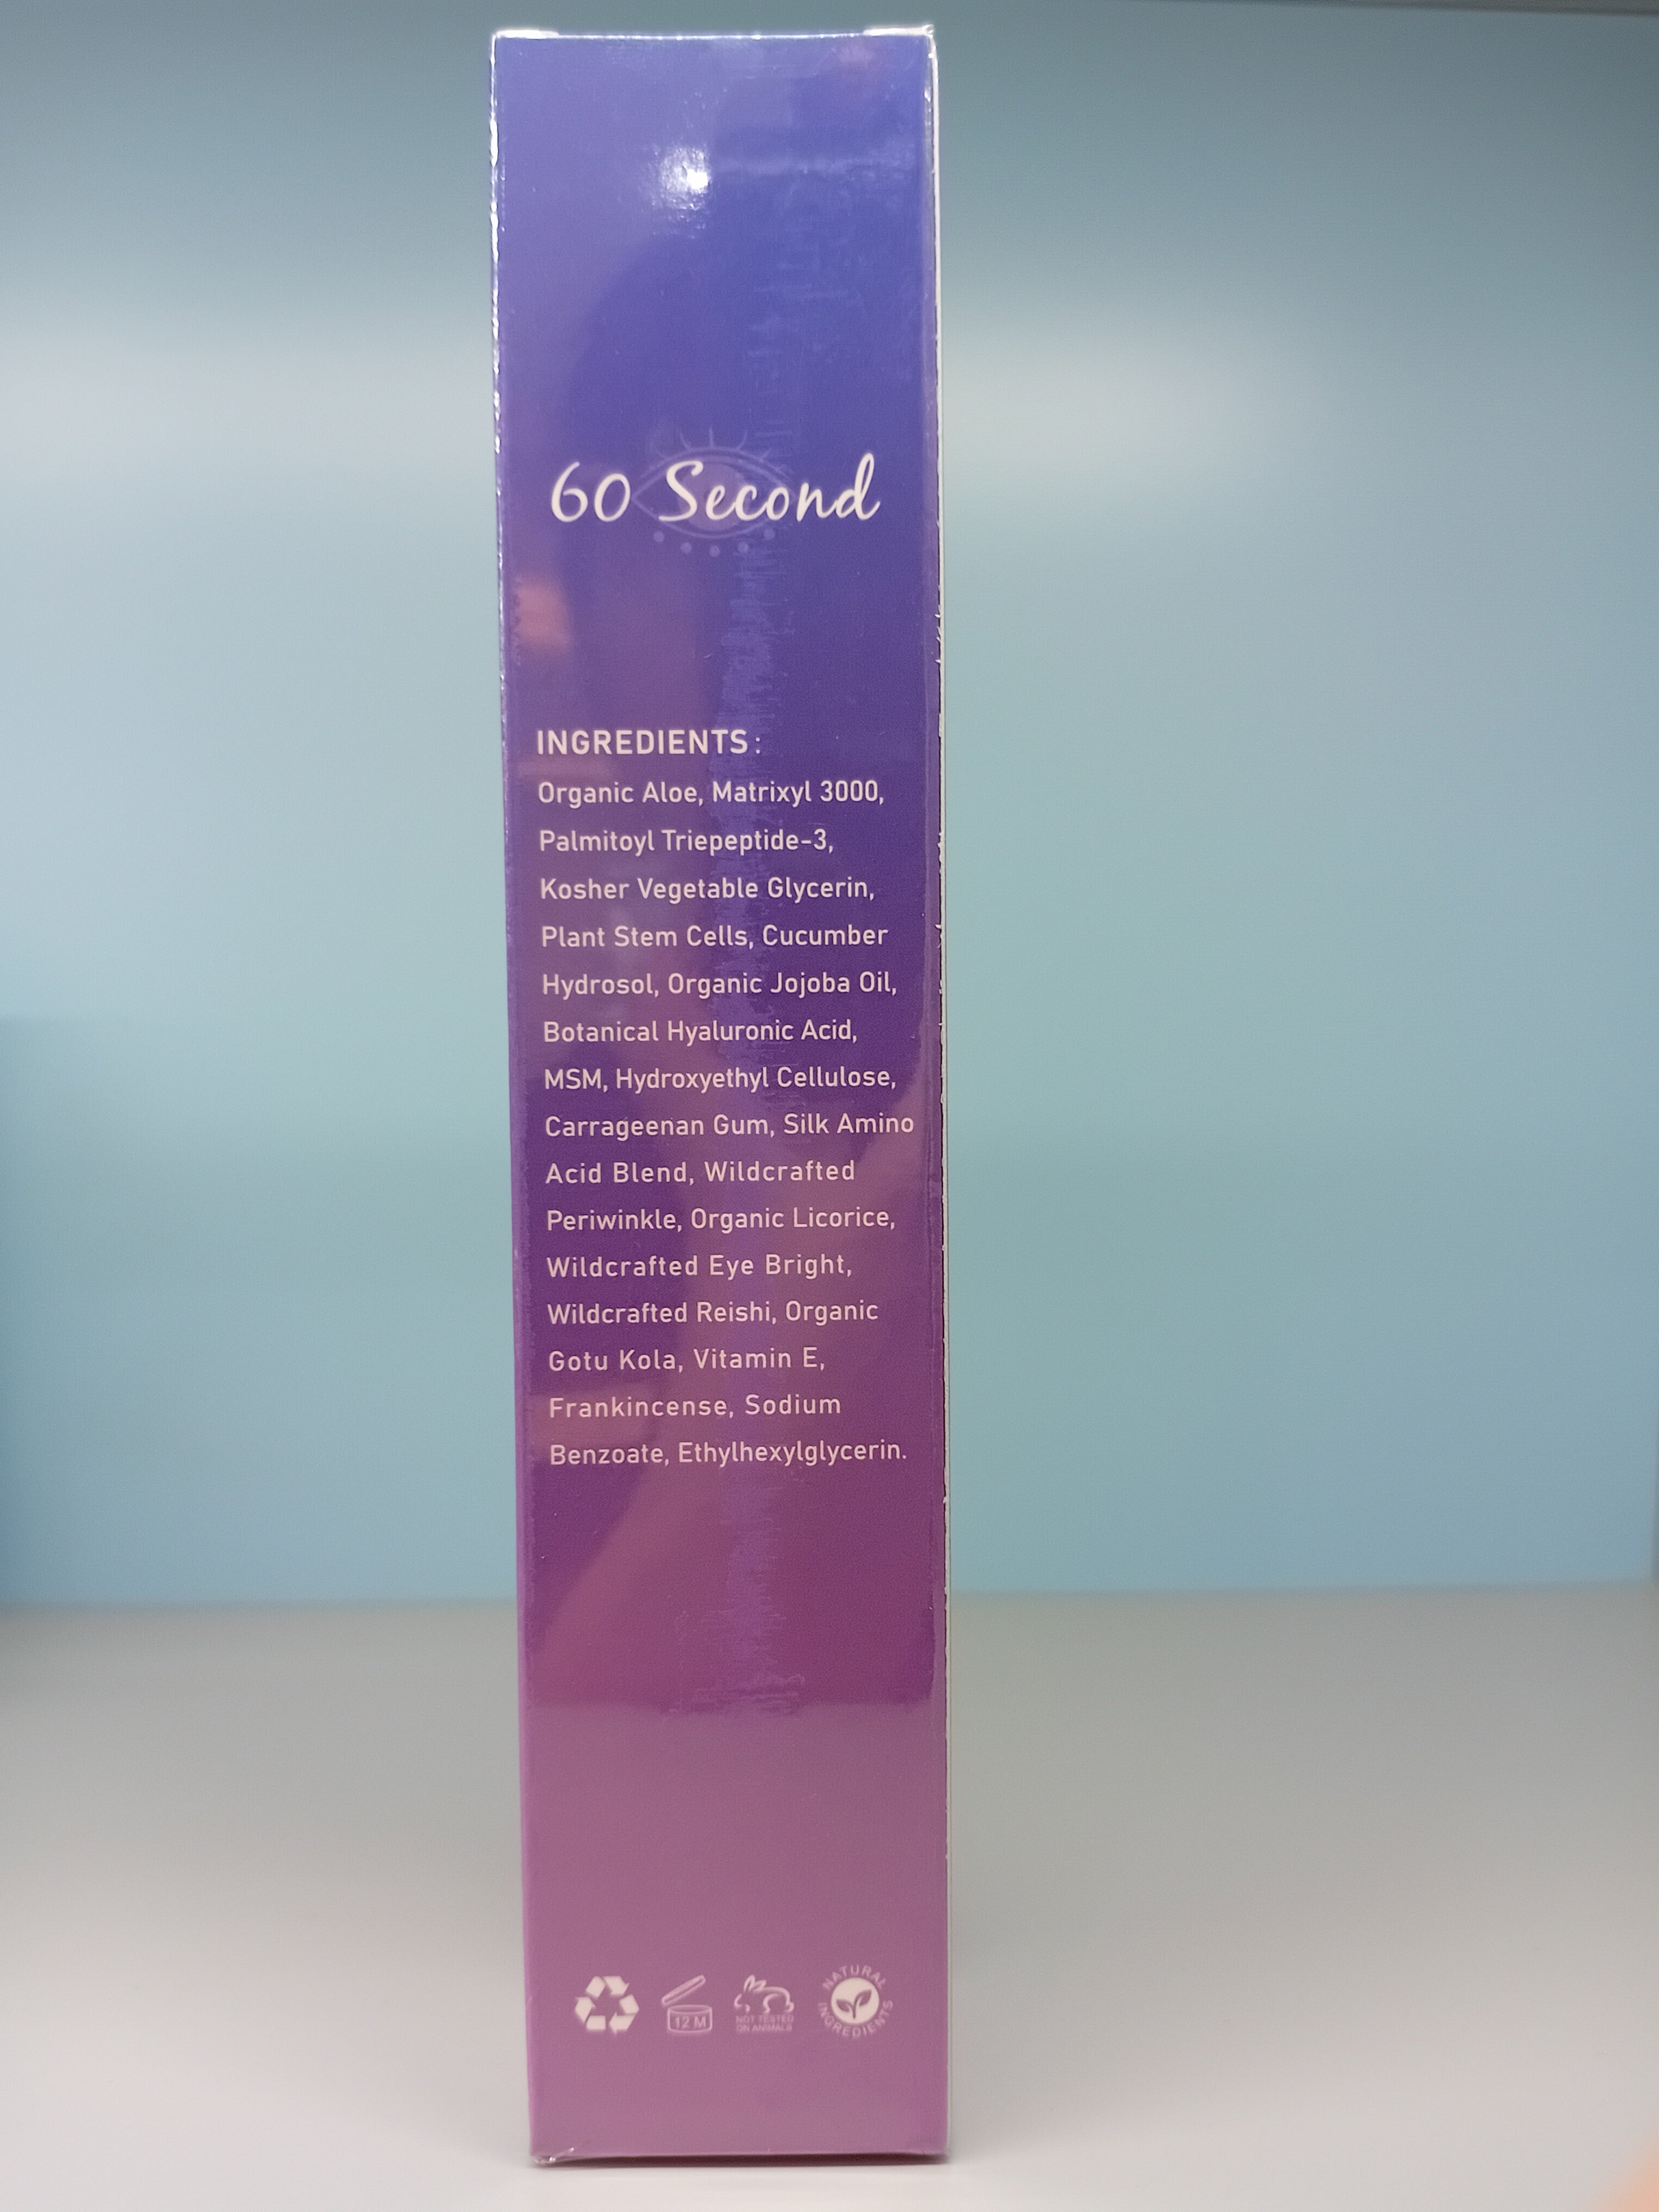 60 Second
INGREDIENTS:
Organic Aloe, Matrixyl 3000,
Palmitoyl Triepeptide-3,
Kosher Vegetable Glycerin,
Plant Stem Cells, Cucumber
Hydrosol, Organic Jojoba Oil,
Botanical Hyaluronic Acid,
MSM, Hydroxyethyl Cellulose,
Carrageenan Gum, Silk Amino
Acid Blend, Wildcrafted
Periwinkle, Organic Licorice,
Wildcrafted Eye Bright,
Wildcrafted Reishi, Organic
Gotu Kola, Vitamin E,
Frankincense, Sodium
Benzoate, Ethylhexylglycerin.
12 M
NOT TESTED
ON ANIMALS
NATURAL
INGREDIENTS